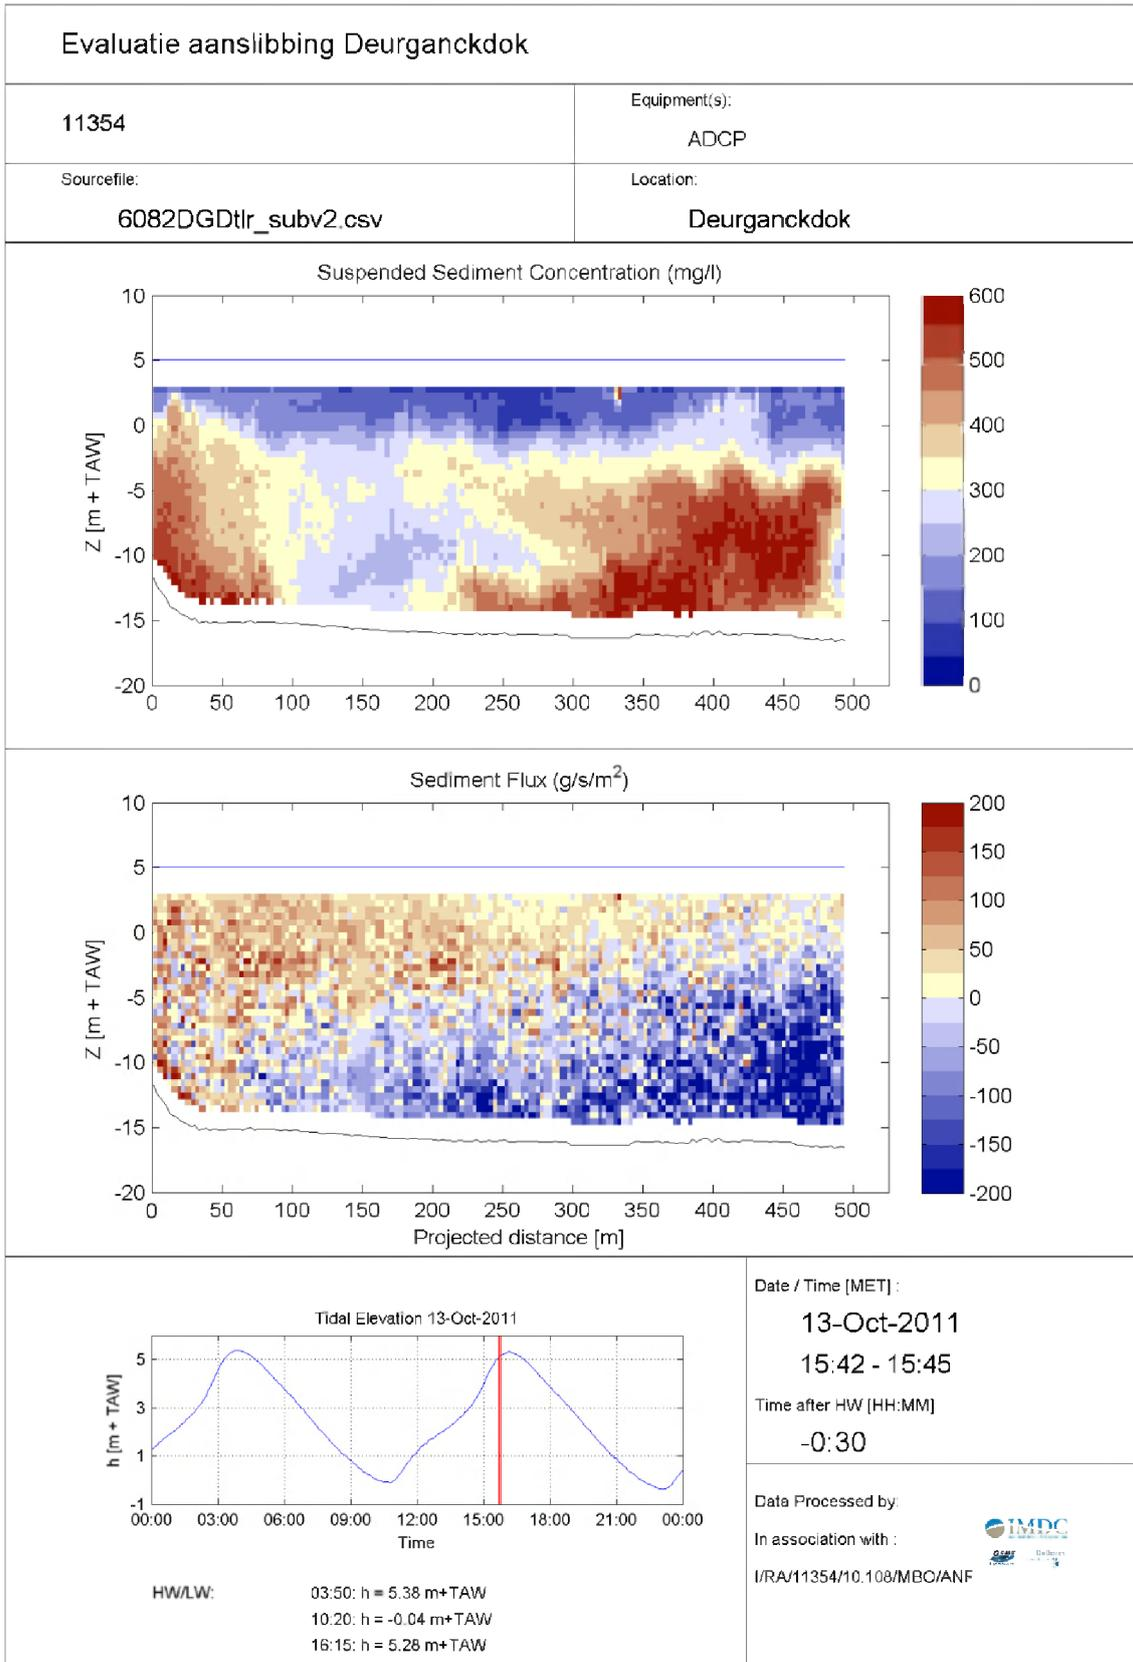 Evaluatie aanslibbing Deurganckdok
11354
Equipment(s):
ADCP
Sourcefile:
6082DGDtlr_subv2.csv
Location:
Deurganckdok
Suspended Sediment Concentration (mg/l)
10
5
0
-5
-10
-15
-20
Z [m + TAW]
0 50 100 150 200 250 300 350 400 450 500
600
500
400
300
200
100
0
Sediment Flux (g/s/m²)
10
5
0
-5
-10
-15
-20
Z [m + TAW]
0 50 100 150 200 250 300 350 400 450 500
Projected distance [m]
200
150
100
50
0
-50
-100
-150
-200
Tidal Elevation 13-Oct-2011
5
3
1
-1
h [m + TAW]
00:00 03:00 06:00 09:00 12:00 15:00 18:00 21:00 00:00
Time
HW/LW:
03:50: h = 5.38 m+TAW
10:20: h = -0.04 m+TAW
16:15: h = 5.28 m+TAW
Date / Time [MET] :
13-Oct-2011
15:42 - 15:45
Time after HW [HH:MM]
-0:30
Data Processed by:
IMDC
In association with :
I/RA/11354/10.108/MBO/ANF